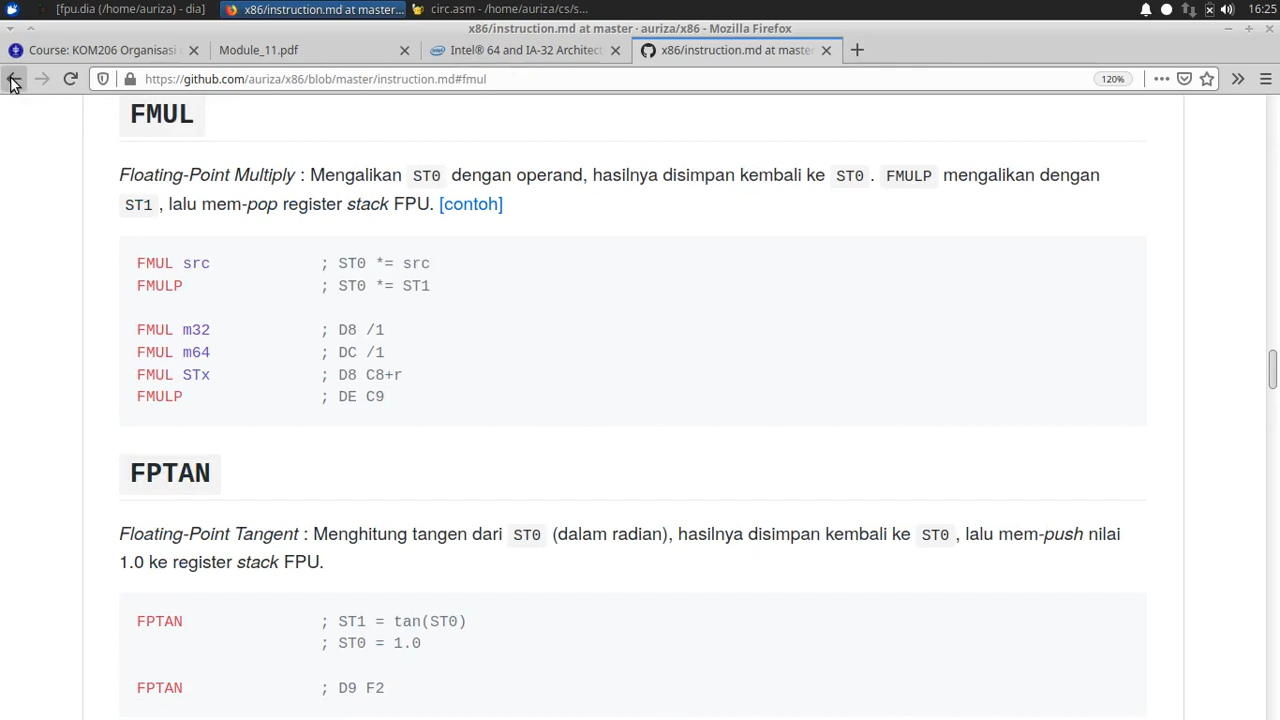 [fpu.dia (/home/auriza) - dia]
x86/instruction.md at master...
circ.asm - /home/auriza/cs/s...
16:25
x86/instruction.md at master · auriza/x86 - Mozilla Firefox
Course: KOM206 Organisasi
Module_11.pdf
Intel® 64 and IA-32 Architect
x86/instruction.md at master
https://github.com/auriza/x86/blob/master/instruction.md#fmul
120%
FMUL
Floating-Point Multiply : Mengalikan ST0 dengan operand, hasilnya disimpan kembali ke ST0 . FMULP mengalikan dengan
ST1 , lalu mem-pop register stack FPU. [contoh]
FMUL src ; ST0 *= src
FMULP ; ST0 *= ST1
FMUL m32 ; D8 /1
FMUL m64 ; DC /1
FMUL STx ; D8 C8+r
FMULP ; DE C9
FPTAN
Floating-Point Tangent : Menghitung tangen dari ST0 (dalam radian), hasilnya disimpan kembali ke ST0 , lalu mem-push nilai
1.0 ke register stack FPU.
FPTAN ; ST1 = tan(ST0)
; ST0 = 1.0
FPTAN ; D9 F2